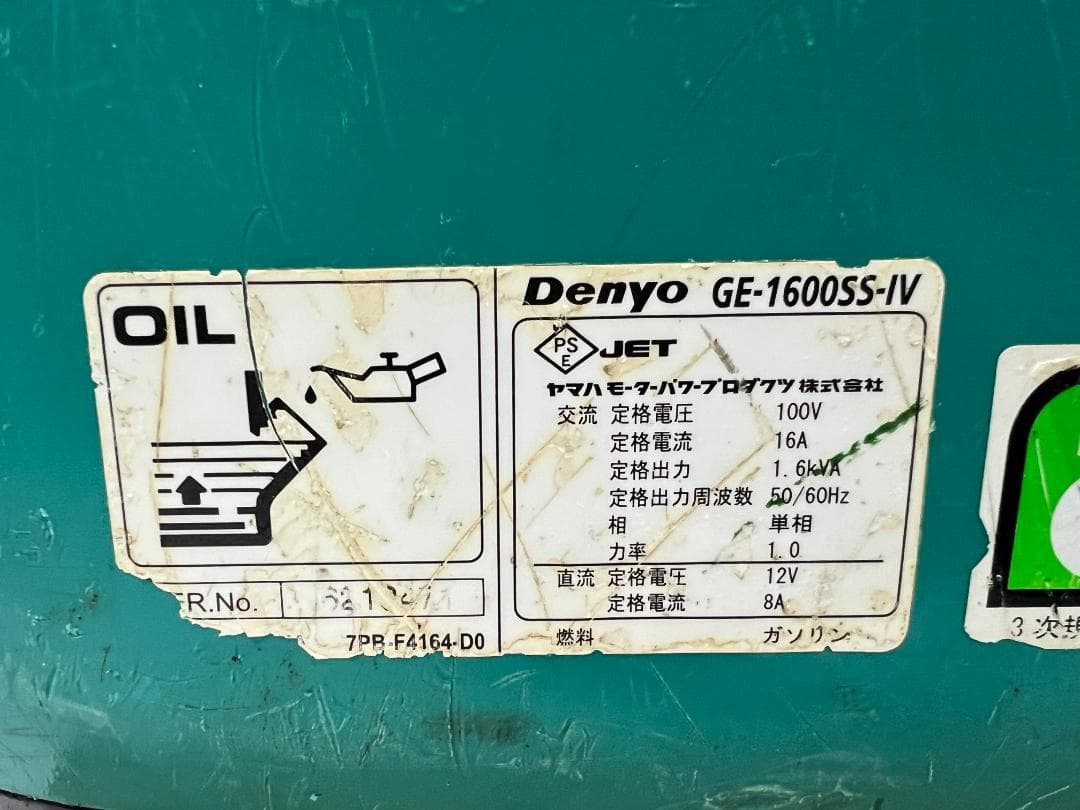 OIL
ER.No.
7PB-F4164-D0
Denyo GE-1600SS-IV
PS
E
JET
ヤマハモーターパワープロダクツ株式会社
交流 定格電圧 100V
定格電流 16A
定格出力 1.6kVA
定格出力周波数 50/60Hz
相 単相
力率 1.0
直流 定格電圧 12V
定格電流 8A
燃料 ガソリン
3次規